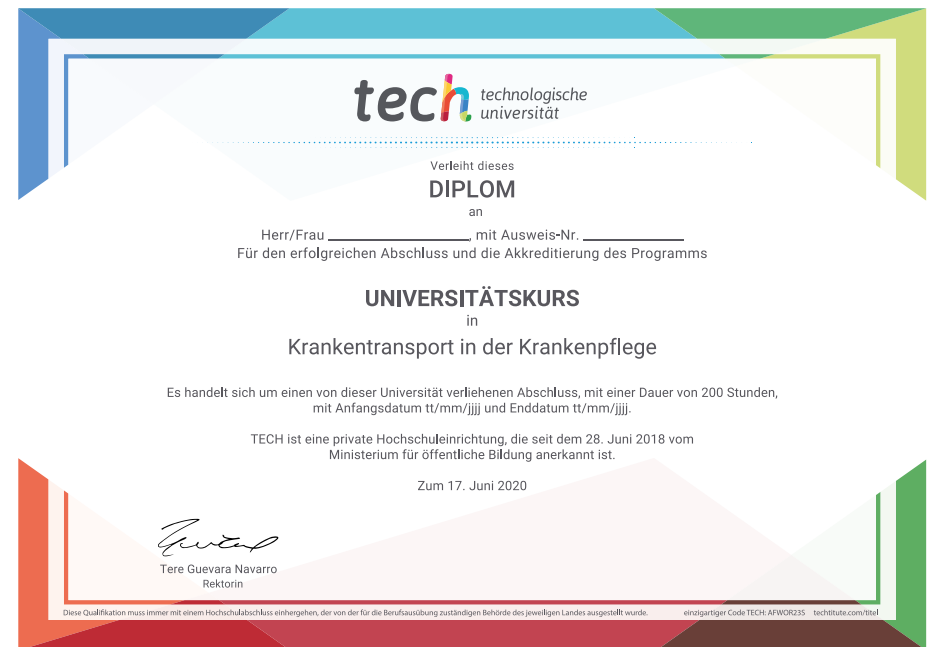 tech technologische
universität
Verleiht dieses
DIPLOM
an
Herr/Frau ____________, mit Ausweis-Nr. ____________
Für den erfolgreichen Abschluss und die Akkreditierung des Programms
UNIVERSITÄTSKURS
in
Krankentransport in der Krankenpflege
Es handelt sich um einen von dieser Universität verliehenen Abschluss, mit einer Dauer von 200 Stunden,
mit Anfangsdatum tt/mm/jjjj und Enddatum tt/mm/jjjj.
TECH ist eine private Hochschuleinrichtung, die seit dem 28. Juni 2018 vom
Ministerium für öffentliche Bildung anerkannt ist.
Zum 17. Juni 2020
Tere Guevara Navarro
Rektorin
Diese Qualifikation muss immer mit einem Hochschulabschluss einhergehen, der von der für die Berufsausübung zuständigen Behörde des jeweiligen Landes ausgestellt wurde. einzigartiger Code TECH: AFWOR235 techtitute.com/titel